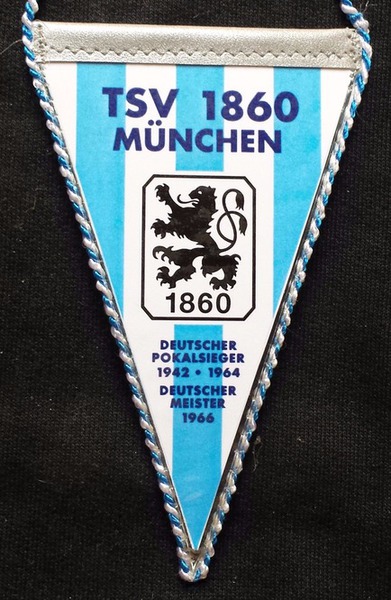 TSV 1860
MÜNCHEN
1860
DEUTSCHER
POKALSIEGER
1942 • 1964
DEUTSCHER
MEISTER
1966